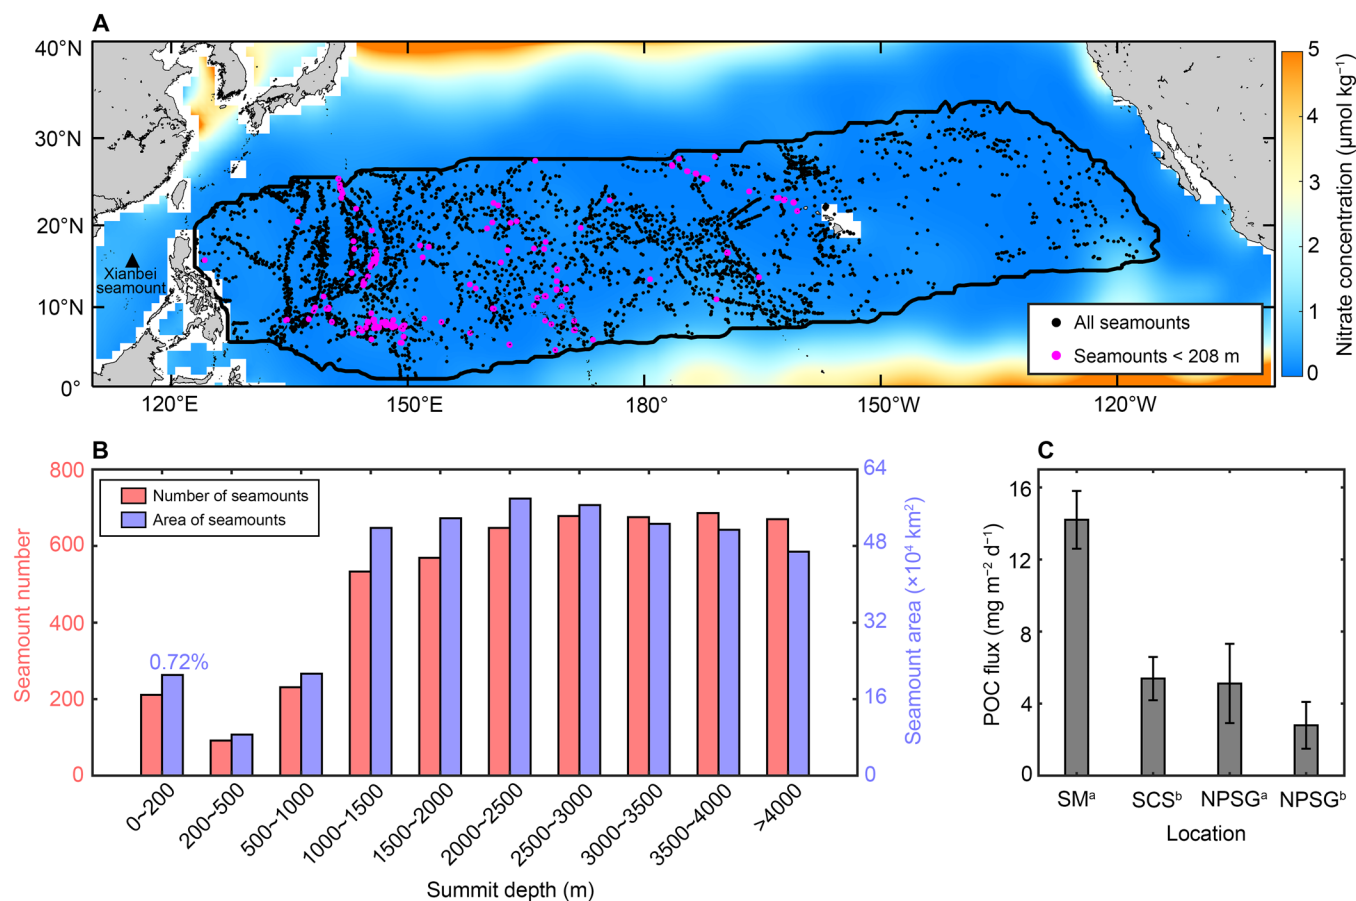 A
40°N
30°N
20°N
10°N
0°
120°E
150°E
180°
150°W
120°W
Xianbei
seamount
All seamounts
Seamounts < 208 m
5
4
3
2
1
0
Nitrate concentration (μmol kg⁻¹)
B
800
600
400
200
0
Seamount number
Number of seamounts
Area of seamounts
0.72%
64
48
32
16
0
Seamount area (×10⁴ km²)
0~200
200~500
500~1000
1000~1500
1500~2000
2000~2500
2500~3000
3000~3500
3500~4000
>4000
Summit depth (m)
C
16
12
8
4
0
POC flux (mg m⁻² d⁻¹)
SMᵃ
SCSᵇ
NPSGᵃ
NPSGᵇ
Location